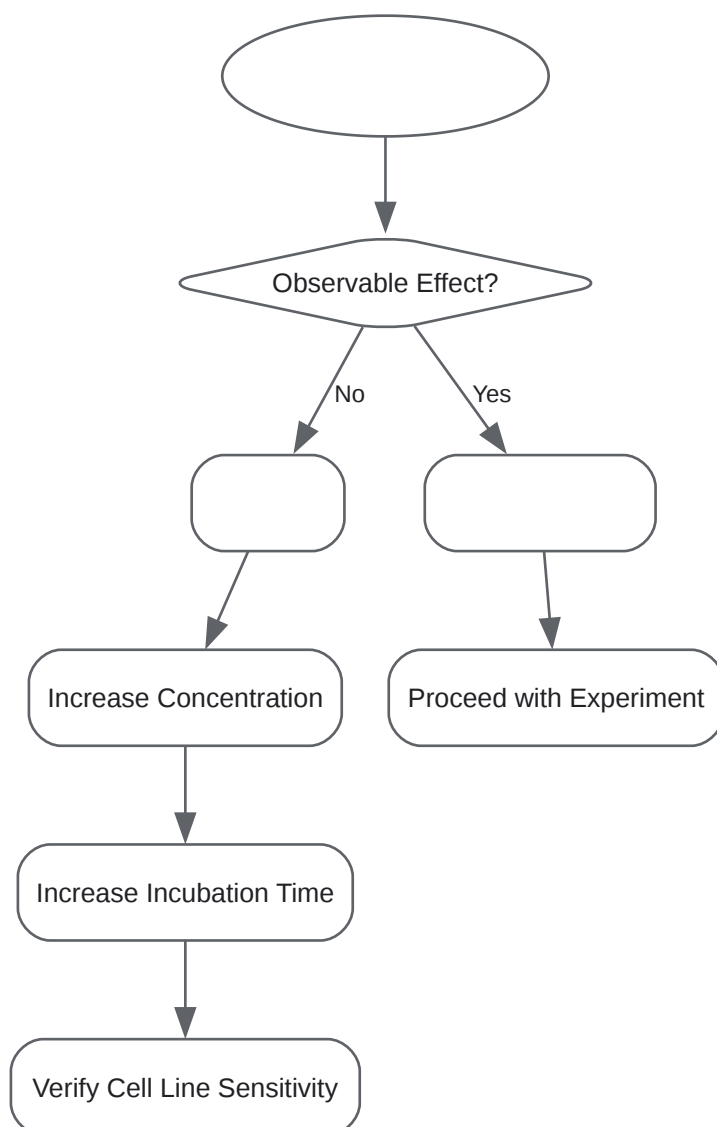 Observable Effect?
No
Yes
Increase Concentration
Proceed with Experiment
Increase Incubation Time
Verify Cell Line Sensitivity